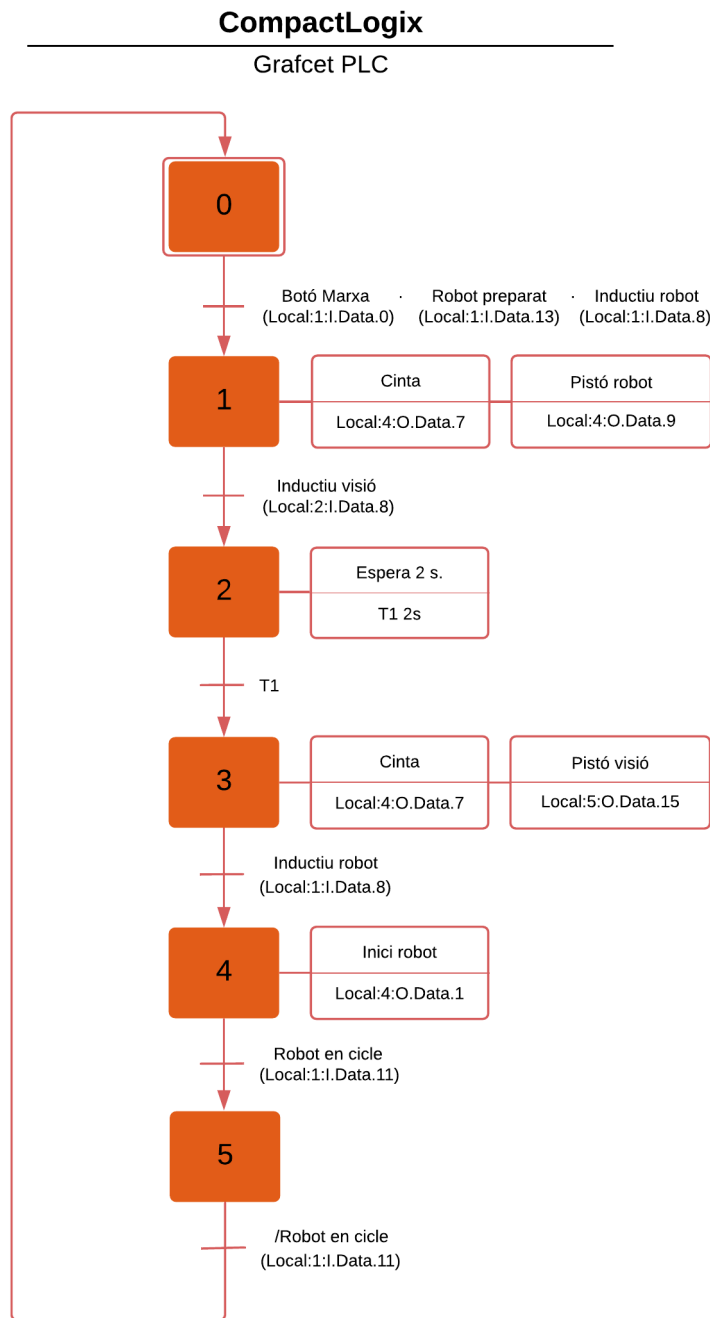 CompactLogix
Grafcet PLC
0
Botó Marxa · Robot preparat · Inductiu robot
(Local:1:I.Data.0) (Local:1:I.Data.13) (Local:1:I.Data.8)
1
Cinta
Local:4:O.Data.7
Pistó robot
Local:4:O.Data.9
Inductiu visió
(Local:2:I.Data.8)
2
Espera 2 s.
T1 2s
T1
3
Cinta
Local:4:O.Data.7
Pistó visió
Local:5:O.Data.15
Inductiu robot
(Local:1:I.Data.8)
4
Inici robot
Local:4:O.Data.1
Robot en cicle
(Local:1:I.Data.11)
5
/Robot en cicle
(Local:1:I.Data.11)